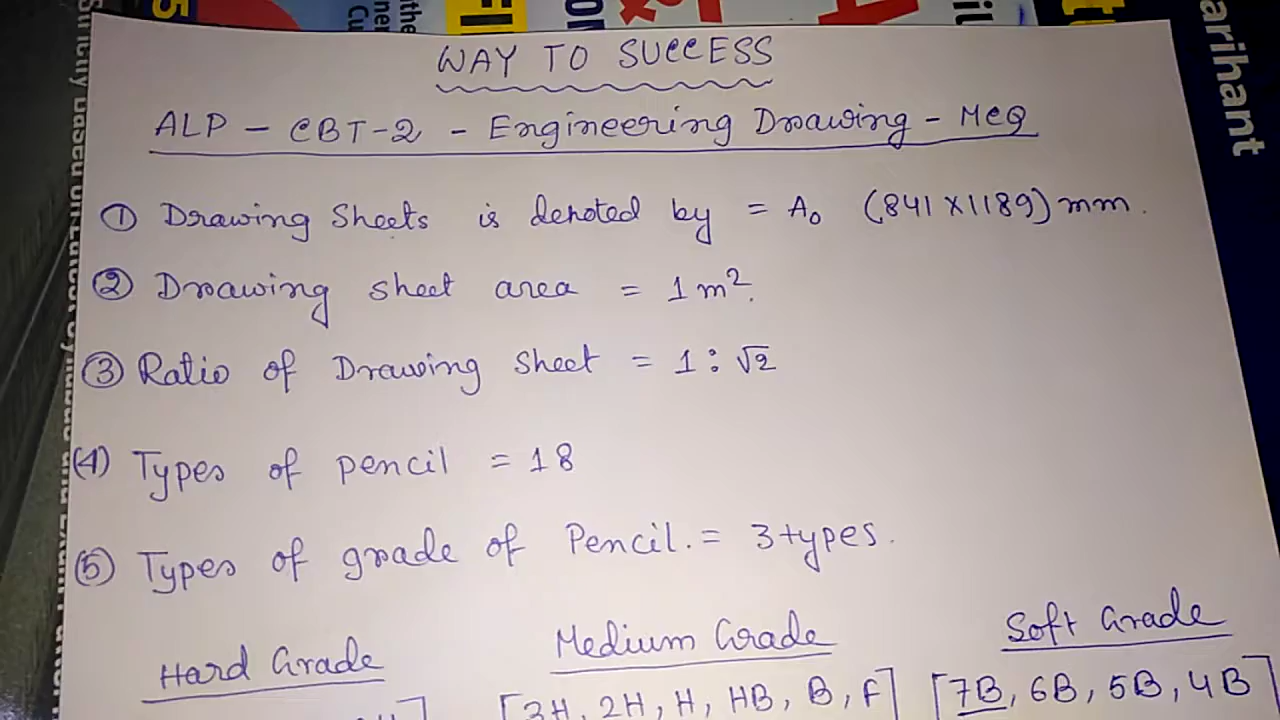 WAY TO SUCCESS
ALP - CBT-2 - Engineering Drawing - MCQ
① Drawing Sheets is denoted by = A₀ (841 X 1189) mm.
② Drawing sheet area = 1 m².
③ Ratio of Drawing Sheet = 1 : √2
(4) Types of pencil = 18
(5) Types of grade of Pencil. = 3 types.
Hard Grade Medium Grade Soft Grade
[3H, 2H, H, HB, B, F] [7B, 6B, 5B, 4B]
arihant